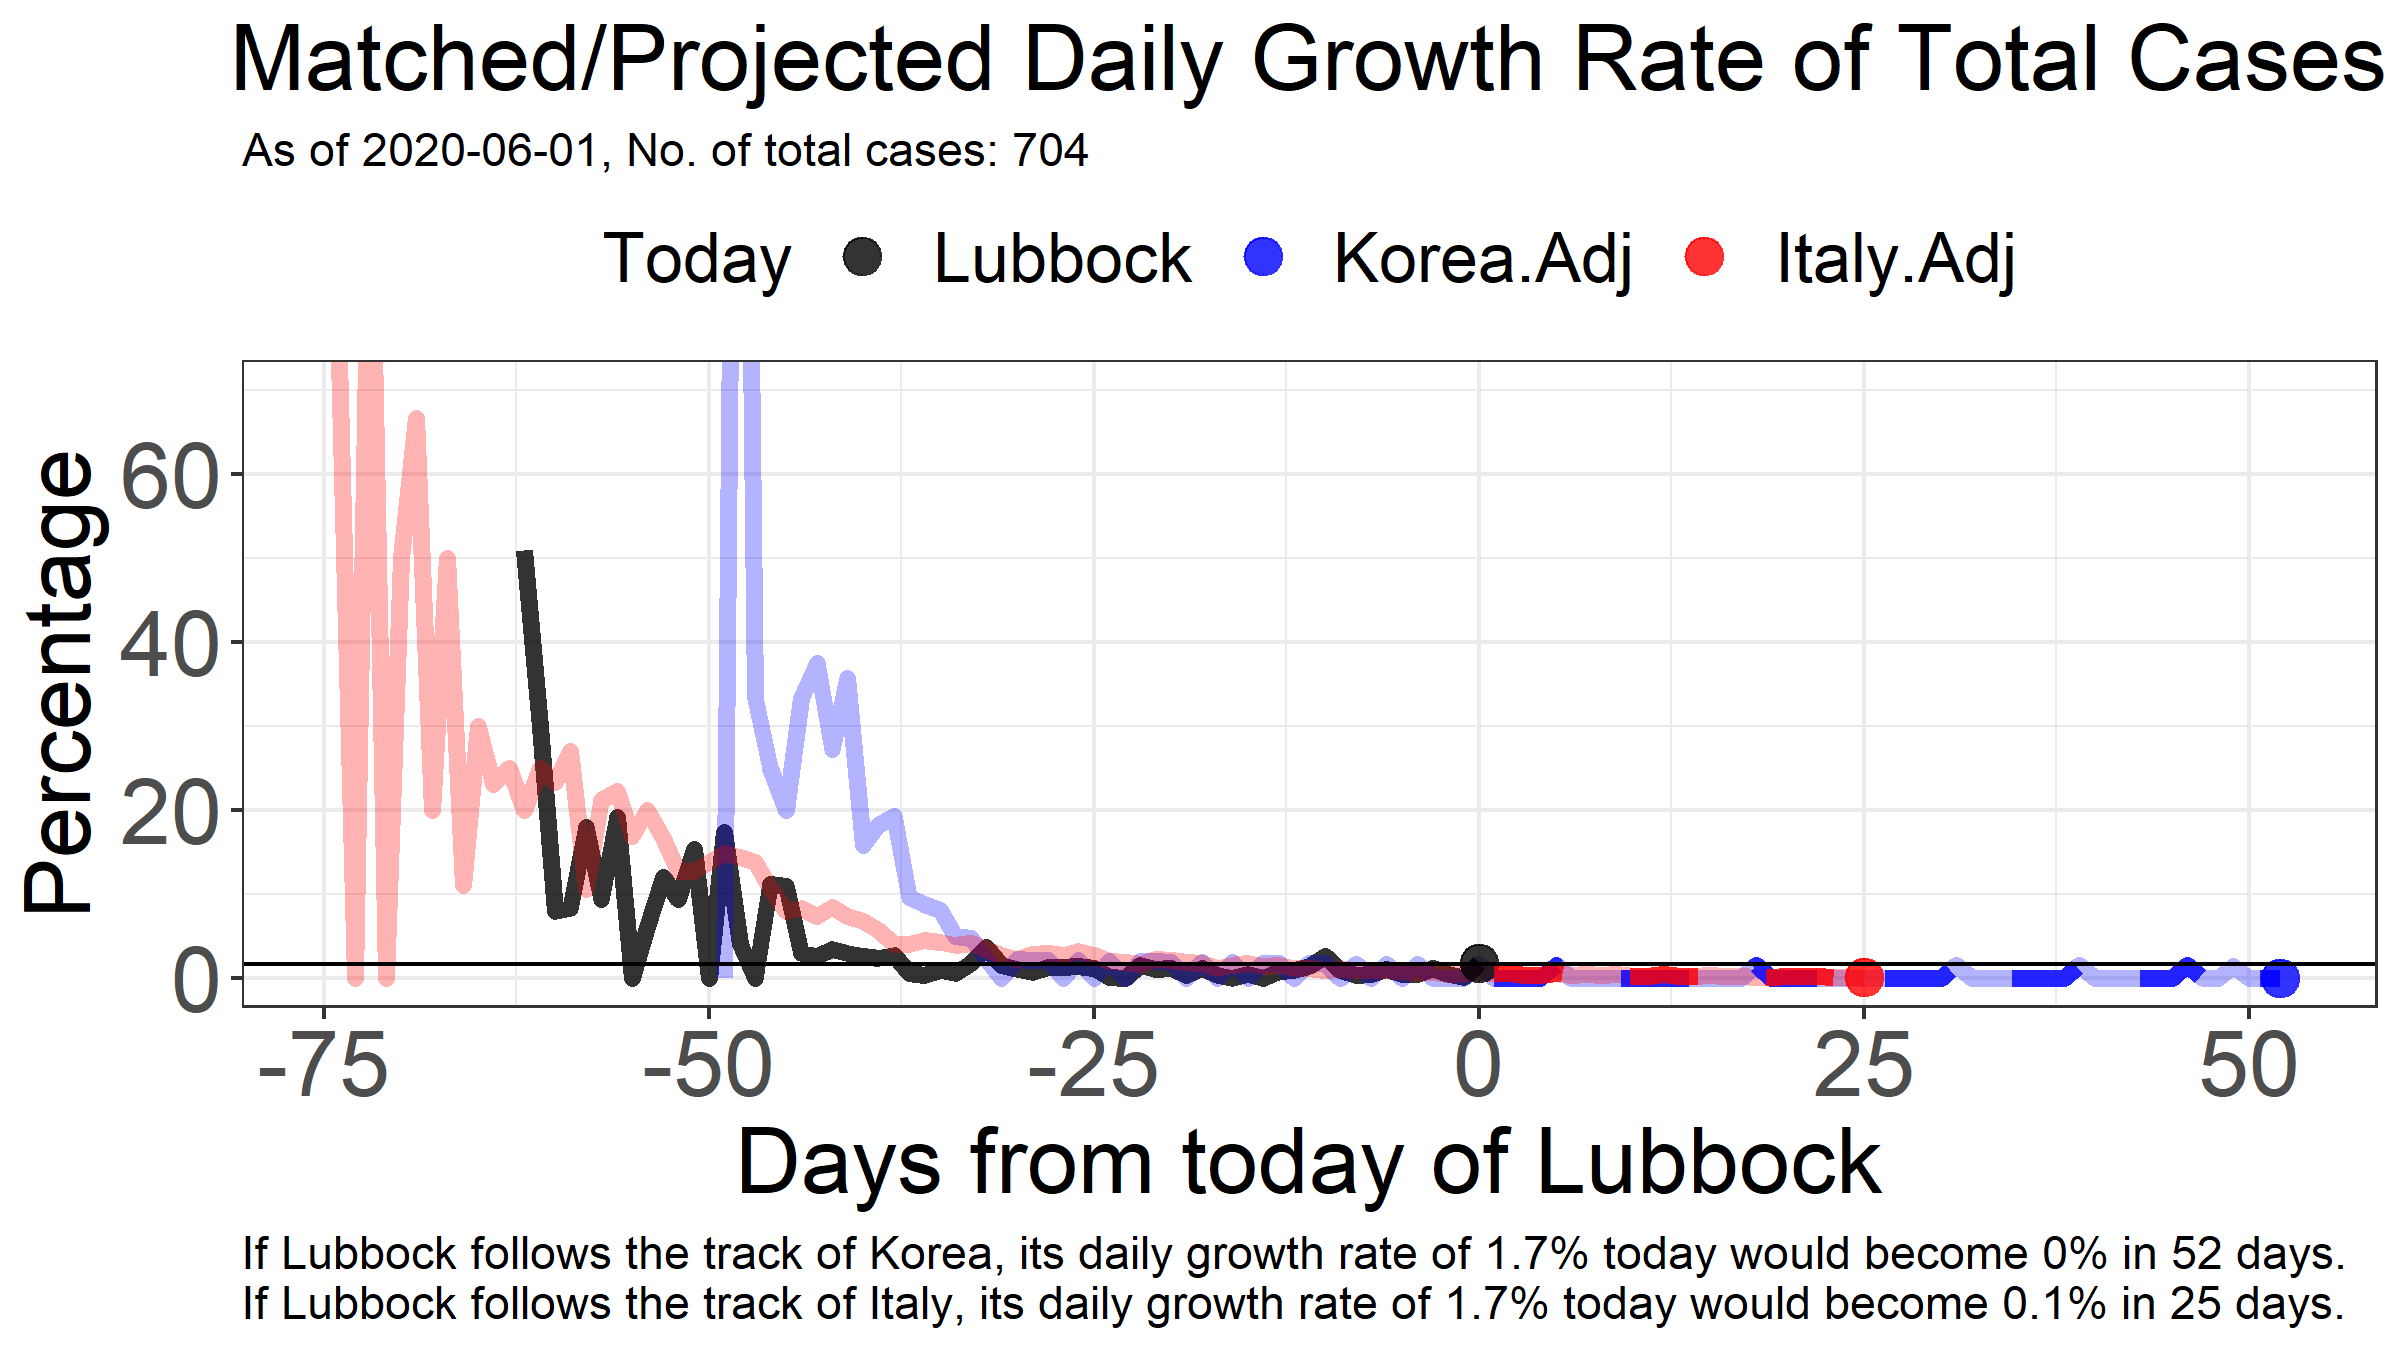 Matched/Projected Daily Growth Rate of Total Cases
As of 2020-06-01, No. of total cases: 704
Today Lubbock Korea.Adj Italy.Adj
Percentage
60
40
20
0
-75 -50 -25 0 25 50
Days from today of Lubbock
If Lubbock follows the track of Korea, its daily growth rate of 1.7% today would become 0% in 52 days.
If Lubbock follows the track of Italy, its daily growth rate of 1.7% today would become 0.1% in 25 days.